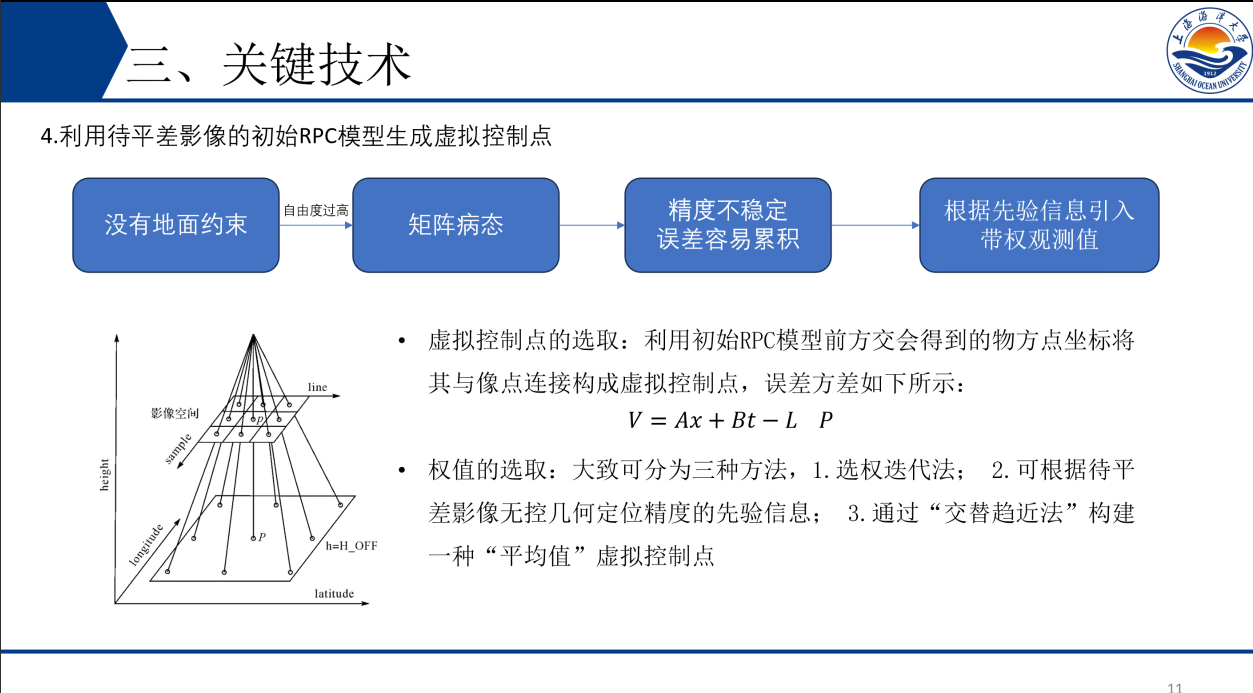 三、关键技术
上海海洋大学
SHANGHAI OCEAN UNIVERSITY
1912
4.利用待平差影像的初始RPC模型生成虚拟控制点
没有地面约束
自由度过高
矩阵病态
精度不稳定
误差容易累积
根据先验信息引入
带权观测值
line
影像空间
p
sample
height
longitude
P
h=H_OFF
latitude
• 虚拟控制点的选取：利用初始RPC模型前方交会得到的物方点坐标将
其与像点连接构成虚拟控制点，误差方差如下所示：
V = Ax + Bt − L P
• 权值的选取：大致可分为三种方法，1.选权迭代法； 2.可根据待平
差影像无控几何定位精度的先验信息； 3.通过“交替趋近法”构建
一种“平均值”虚拟控制点
11